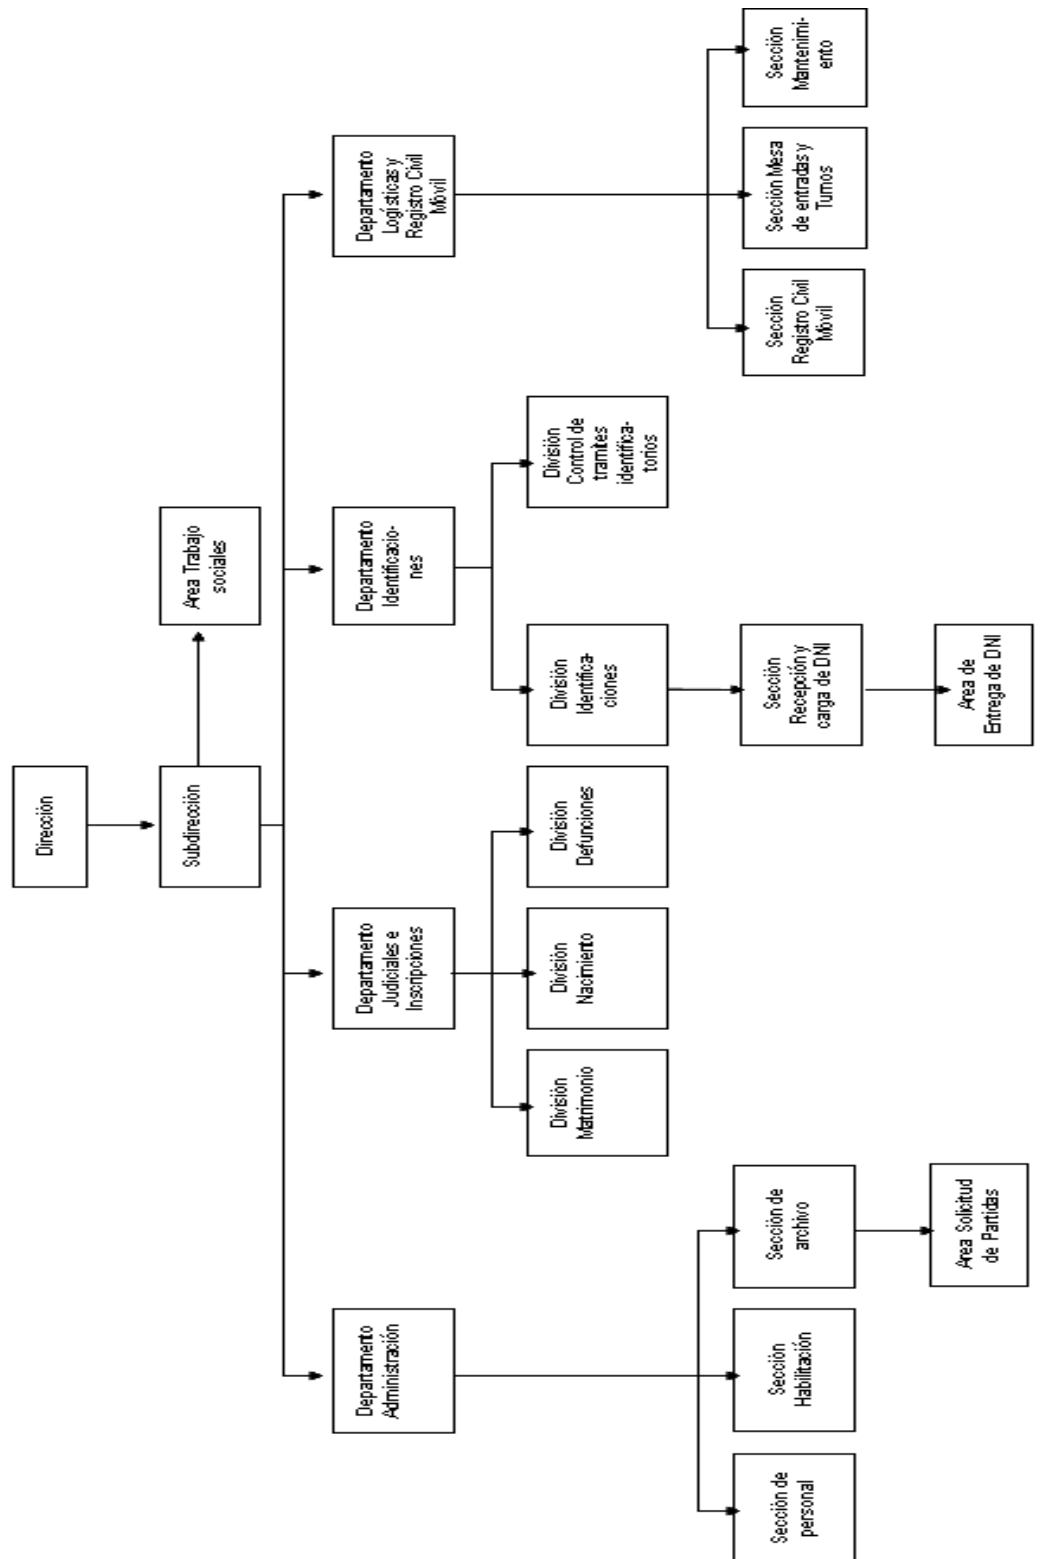 Dirección
Subdirección
Area Trabajo
sociales
Departamento
Administración
Departamento
Judiciales e
Inscripciones
Departamento
Identificacio-
nes
Departamento
Logísticas y
Registro Civil
Móvil
División
Matrimonio
División
Nacimiento
División
Defunciones
División
Identifica-
ciones
División
Control de
tramites
identifica-
torios
Sección de
personal
Sección
Habilitación
Sección de
archivo
Sección
Recepción y
carga de DNI
Sección
Registro Civil
Móvil
Sección Mesa
de entradas y
Turnos
Sección
Mantenimi-
ento
Area Solicitud
de Partidas
Area de
Entrega de DNI